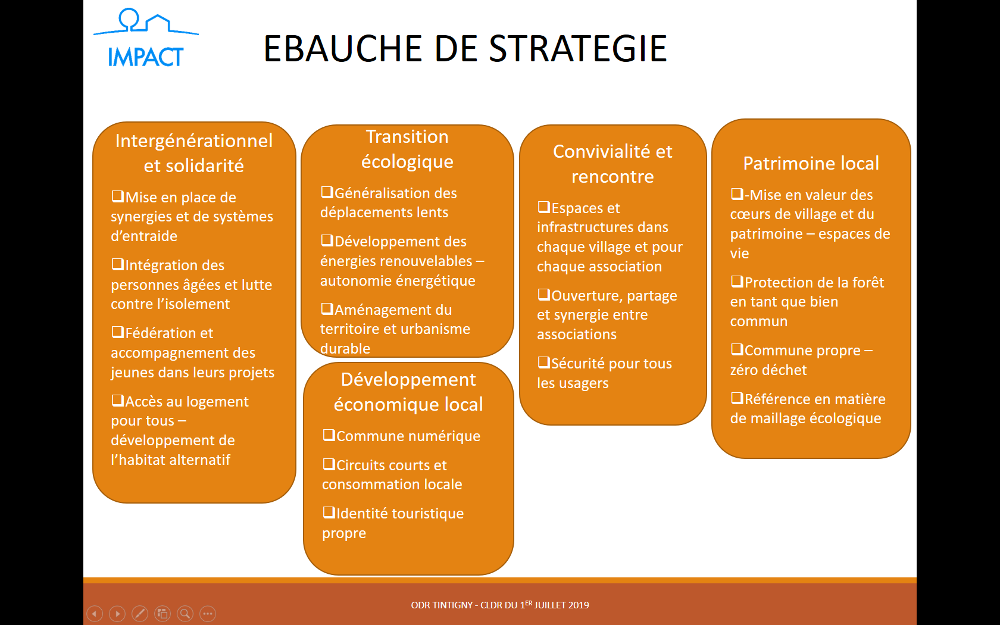 IMPACT
EBAUCHE DE STRATEGIE
Intergénérationnel
et solidarité
❑Mise en place de
synergies et de systèmes
d’entraide
❑Intégration des
personnes âgées et lutte
contre l’isolement
❑Fédération et
accompagnement des
jeunes dans leurs projets
❑Accès au logement
pour tous –
développement de
l’habitat alternatif
Transition
écologique
❑Généralisation des
déplacements lents
❑Développement des
énergies renouvelables –
autonomie énergétique
❑Aménagement du
territoire et urbanisme
durable
Développement
économique local
❑Commune numérique
❑Circuits courts et
consommation locale
❑Identité touristique
propre
Convivialité et
rencontre
❑Espaces et
infrastructures dans
chaque village et pour
chaque association
❑Ouverture, partage
et synergie entre
associations
❑Sécurité pour tous
les usagers
Patrimoine local
❑-Mise en valeur des
cœurs de village et du
patrimoine – espaces de
vie
❑Protection de la forêt
en tant que bien
commun
❑Commune propre –
zéro déchet
❑Référence en matière
de maillage écologique
ODR TINTIGNY - CLDR DU 1ER JUILLET 2019